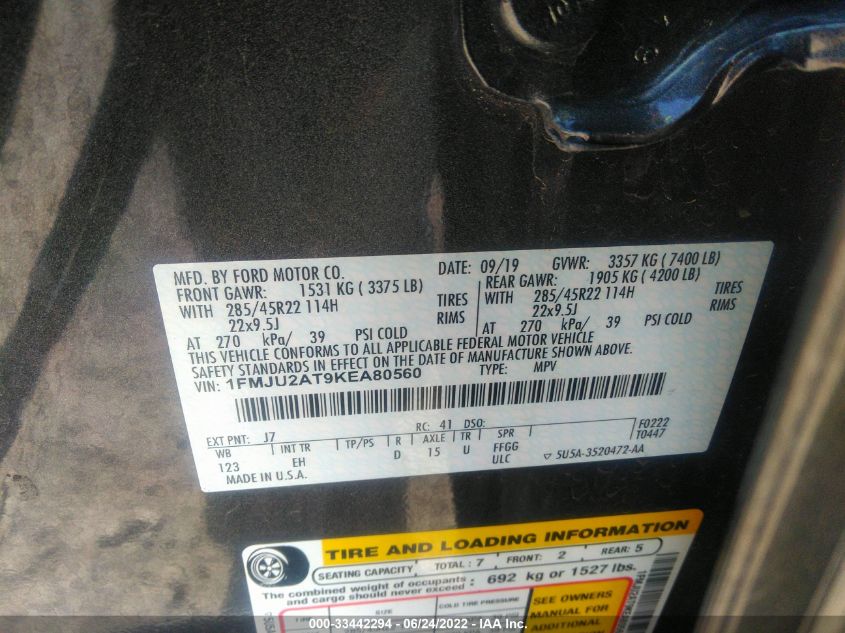 MFD. BY FORD MOTOR CO.
DATE: 09/19 GVWR: 3357 KG ( 7400 LB)
FRONT GAWR: 1531 KG ( 3375 LB)
REAR GAWR: 1905 KG ( 4200 LB)
WITH 285/45R22 114H TIRES
WITH 285/45R22 114H TIRES
22x9.5J RIMS
22x9.5J RIMS
AT 270 kPa/ 39 PSI COLD
AT 270 kPa/ 39 PSI COLD
THIS VEHICLE CONFORMS TO ALL APPLICABLE FEDERAL MOTOR VEHICLE
SAFETY STANDARDS IN EFFECT ON THE DATE OF MANUFACTURE SHOWN ABOVE.
VIN: 1FMJU2AT9KEA80560
TYPE: MPV
F0222
T0447
EXT PNT: J7 RC: 41 DSO:
WB INT TR TP/PS R AXLE TR SPR
123 EH D 15 U FFGG
ULC
▽ 5U5A-3520472-AA
MADE IN U.S.A.
TIRE AND LOADING INFORMATION
SEATING CAPACITY TOTAL : 7 FRONT: 2 REAR: 5
The combined weight of occupants and cargo should never exceed : 692 kg or 1527 lbs.
SIZE COLD TIRE PRESSURE
SEE OWNERS
MANUAL FOR
ADDITIONAL
000-33442294 - 06/24/2022 - IAA Inc.